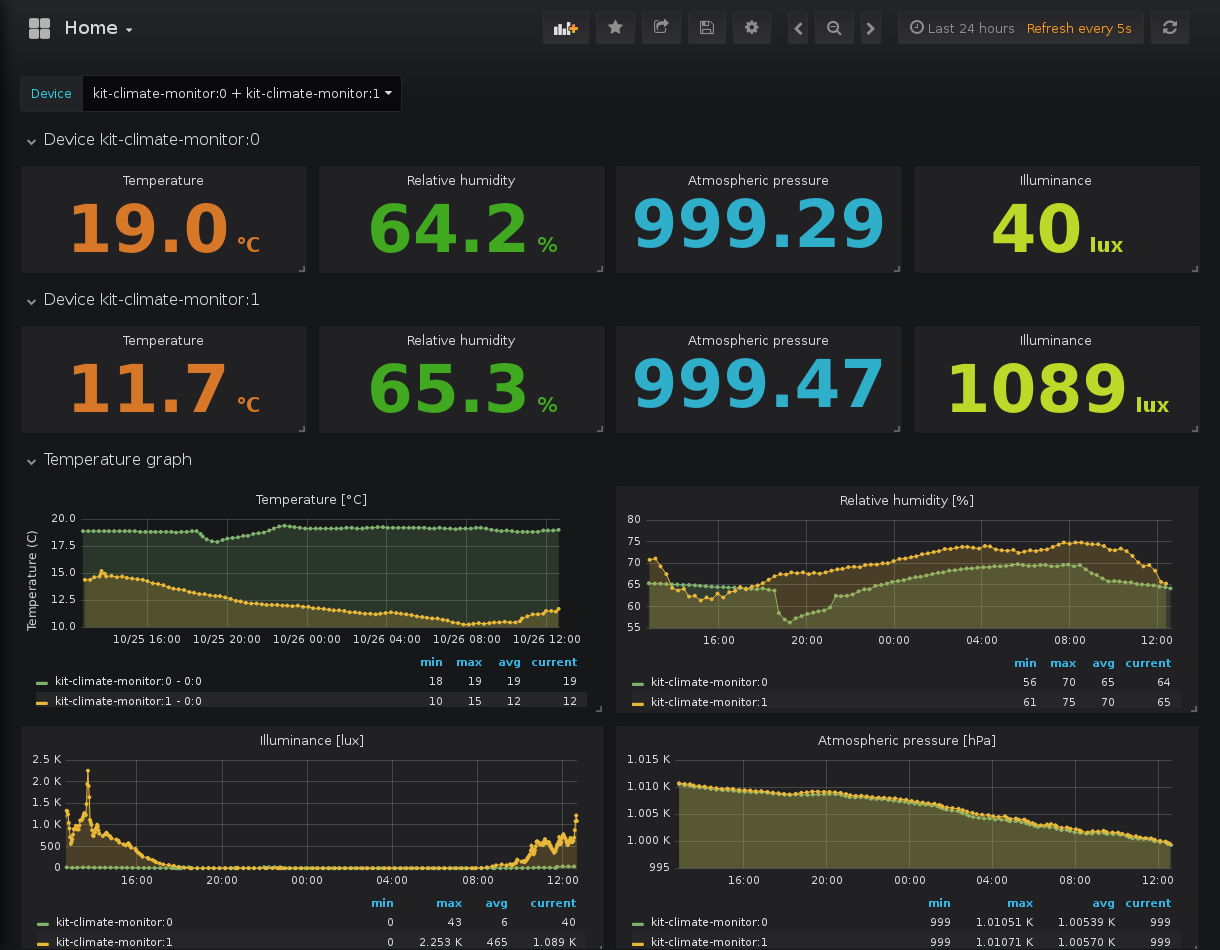 Home
Last 24 hours Refresh every 5s
Device kit-climate-monitor:0 + kit-climate-monitor:1
Device kit-climate-monitor:0
Temperature Relative humidity Atmospheric pressure Illuminance
19.0 °C 64.2 % 999.29 40 lux
Device kit-climate-monitor:1
Temperature Relative humidity Atmospheric pressure Illuminance
11.7 °C 65.3 % 999.47 1089 lux
Temperature graph
Temperature [°C]
Temperature (C)
20.0
17.5
15.0
12.5
10.0
10/25 16:00 10/25 20:00 10/26 00:00 10/26 04:00 10/26 08:00 10/26 12:00
min max avg current
kit-climate-monitor:0 - 0:0 18 19 19 19
kit-climate-monitor:1 - 0:0 10 15 12 12
Relative humidity [%]
80
75
70
65
60
55
16:00 20:00 00:00 04:00 08:00 12:00
min max avg current
kit-climate-monitor:0 56 70 65 64
kit-climate-monitor:1 61 75 70 65
Illuminance [lux]
2.5 K
2.0 K
1.5 K
1.0 K
500
0
16:00 20:00 00:00 04:00 08:00 12:00
min max avg current
kit-climate-monitor:0 0 43 6 40
kit-climate-monitor:1 0 2.253 K 465 1.089 K
Atmospheric pressure [hPa]
1.015 K
1.010 K
1.005 K
1.000 K
995
16:00 20:00 00:00 04:00 08:00 12:00
min max avg current
kit-climate-monitor:0 999 1.01051 K 1.00539 K 999
kit-climate-monitor:1 999 1.01071 K 1.00570 K 999